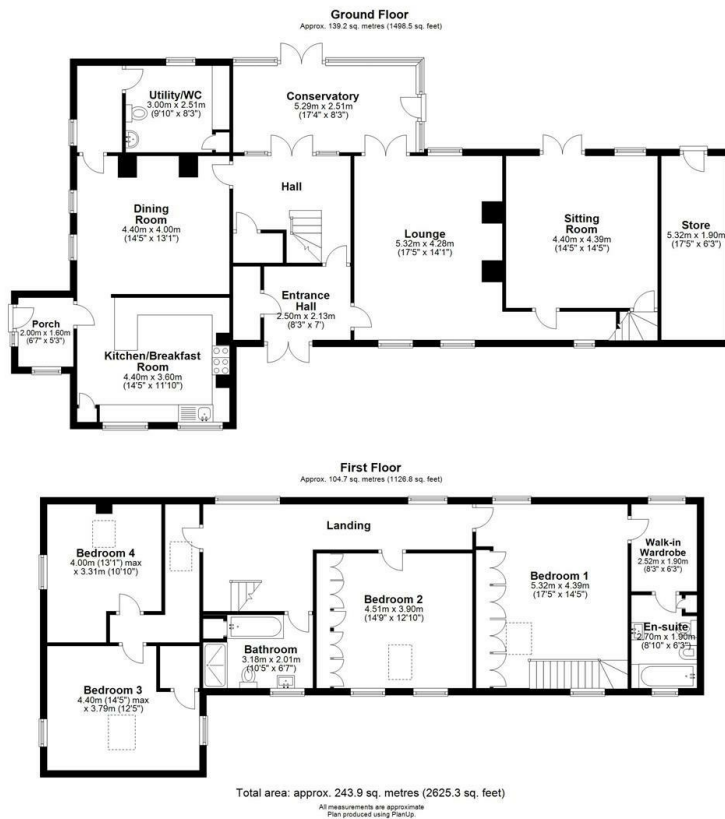 Ground Floor
Approx. 139.2 sq. metres (1498.5 sq. feet)
Utility/WC
3.00m x 2.51m
(9'10" x 8'3")
Conservatory
5.29m x 2.51m
(17'4" x 8'3")
Hall
Dining
Room
4.40m x 4.00m
(14'5" x 13'1")
Lounge
5.32m x 4.28m
(17'5" x 14'1")
Sitting
Room
4.40m x 4.39m
(14'5" x 14'5")
Store
5.32m x 1.90m
(17'5" x 6'3")
Entrance
Hall
2.50m x 2.13m
(8'3" x 7')
Porch
2.00m x 1.60m
(6'7" x 5'3")
Kitchen/Breakfast
Room
4.40m x 3.60m
(14'5" x 11'10")
First Floor
Approx. 104.7 sq. metres (1126.8 sq. feet)
Landing
Bedroom 4
4.00m (13'1") max
x 3.31m (10'10")
Walk-in
Wardrobe
2.52m x 1.90m
(8'3" x 6'3")
Bedroom 1
5.32m x 4.39m
(17'5" x 14'5")
Bedroom 2
4.51m x 3.90m
(14'9" x 12'10")
En-suite
2.70m x 1.90m
(8'10" x 6'3")
Bathroom
3.18m x 2.01m
(10'5" x 6'7")
Bedroom 3
4.40m (14'5") max
x 3.79m (12'5")
Total area: approx. 243.9 sq. metres (2625.3 sq. feet)
All measurements are approximate
Plan produced using PlanUp.